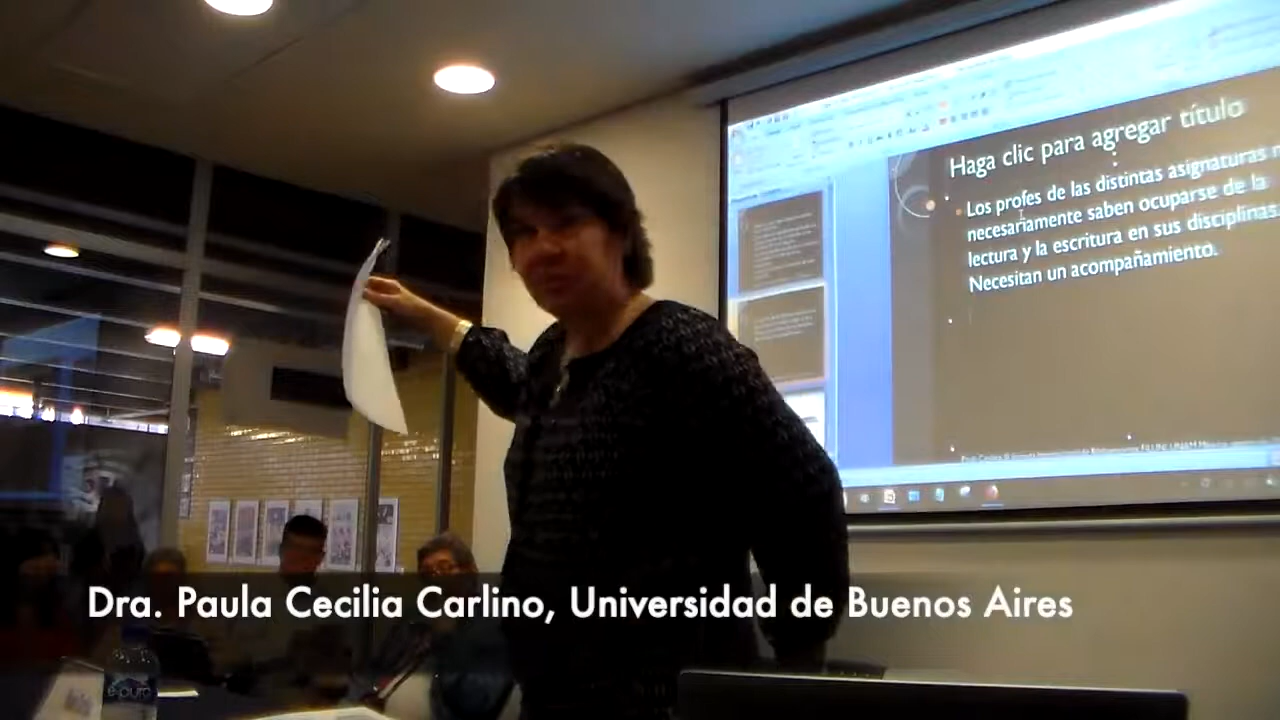 Haga clic para agregar título
Los profes de las distintas asignaturas
necesariamente saben ocuparse de la
lectura y la escritura en sus disciplinas.
Necesitan un acompañamiento.
Dra. Paula Cecilia Carlino, Universidad de Buenos Aires
e-pura